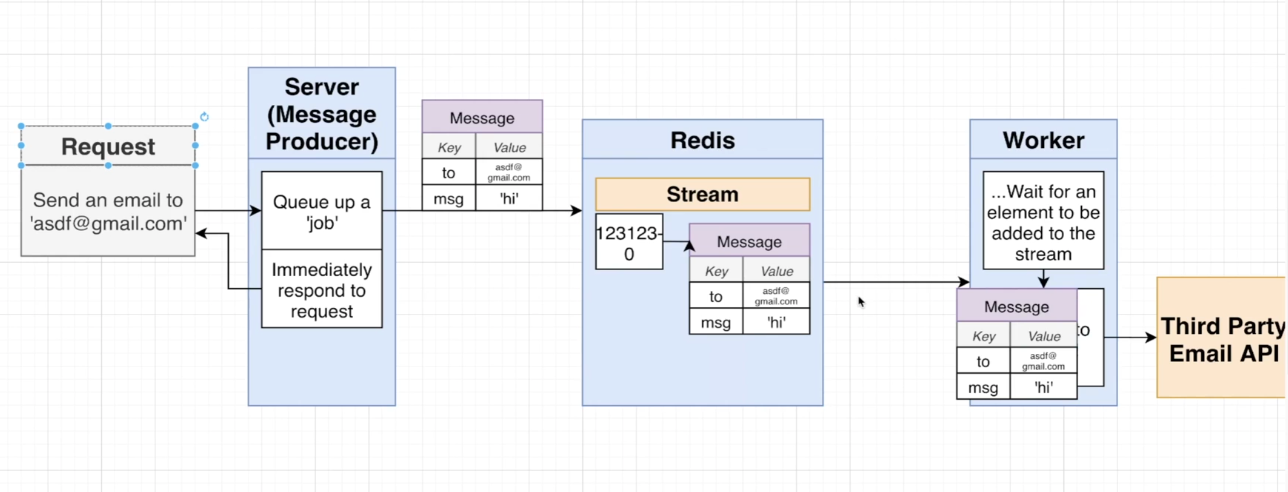 Request
Send an email to
'asdf@gmail.com'
Server
(Message
Producer)
Queue up a
'job'
Immediately
respond to
request
Message
Key Value
to asdf@
gmail.com
msg 'hi'
Redis
Stream
123123-
0
Message
Key Value
to asdf@
gmail.com
msg 'hi'
Worker
...Wait for an
element to be
added to the
stream
Message
Key Value
to asdf@
gmail.com
msg 'hi'
Third Party
Email API